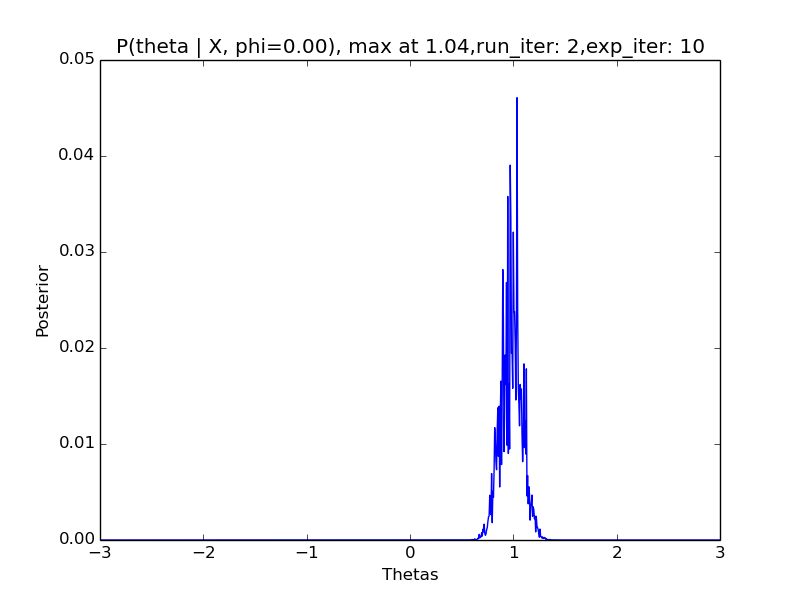 P(theta | X, phi=0.00), max at 1.04,run_iter: 2,exp_iter: 10
0.05
0.04
0.03
0.02
0.01
0.00
Posterior
−3 −2 −1 0 1 2 3
Thetas